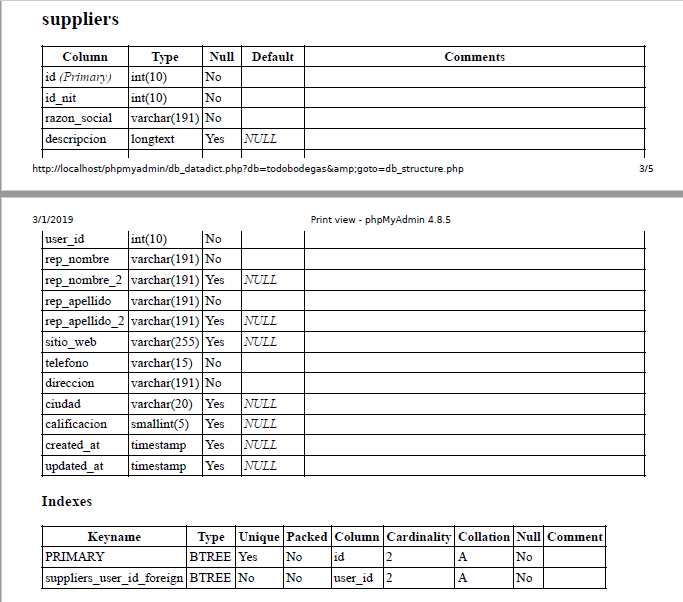 suppliers
Column Type Null Default Comments
id (Primary) int(10) No
id_nit int(10) No
razon_social varchar(191) No
descripcion longtext Yes NULL
http://localhost/phpmyadmin/db_datadict.php?db=todobodegas&amp;goto=db_structure.php 3/5
3/1/2019 Print view - phpMyAdmin 4.8.5
user_id int(10) No
rep_nombre varchar(191) No
rep_nombre_2 varchar(191) Yes NULL
rep_apellido varchar(191) No
rep_apellido_2 varchar(191) Yes NULL
sitio_web varchar(255) Yes NULL
telefono varchar(15) No
direccion varchar(191) No
ciudad varchar(20) Yes NULL
calificacion smallint(5) Yes NULL
created_at timestamp Yes NULL
updated_at timestamp Yes NULL
Indexes
Keyname Type Unique Packed Column Cardinality Collation Null Comment
PRIMARY BTREE Yes No id 2 A No
suppliers_user_id_foreign BTREE No No user_id 2 A No